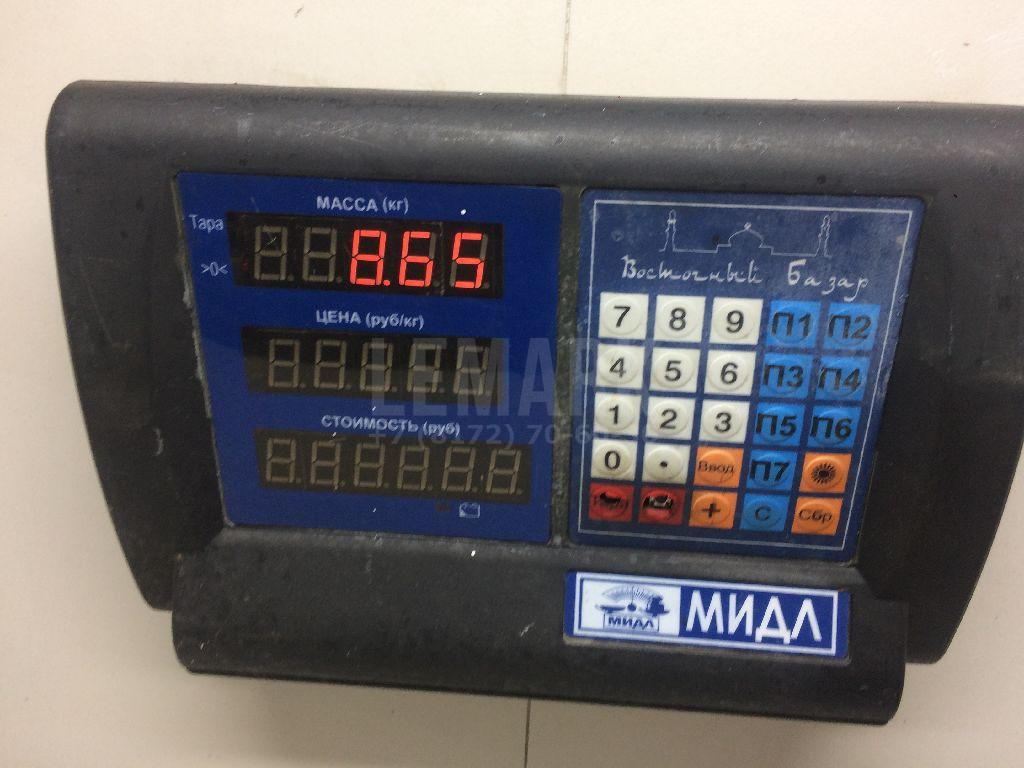 МАССА (кг)
Тара
>0<
8.65
ЦЕНА (руб/кг)
СТОИМОСТЬ (руб)
Восточный Базар
7 8 9 П1 П2
4 5 6 П3 П4
1 2 3 П5 П6
0 . Ввод П7
+ С Сбр
МИДЛ
МИДЛ